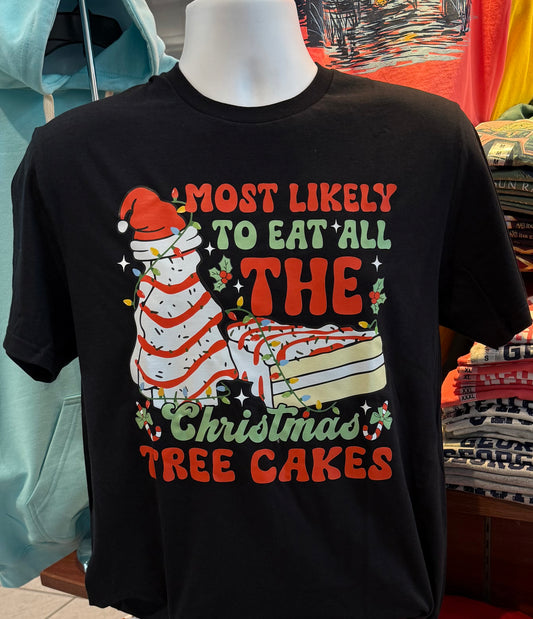 MOST LIKELY
TO EAT ALL
THE
Christmas
TREE CAKES